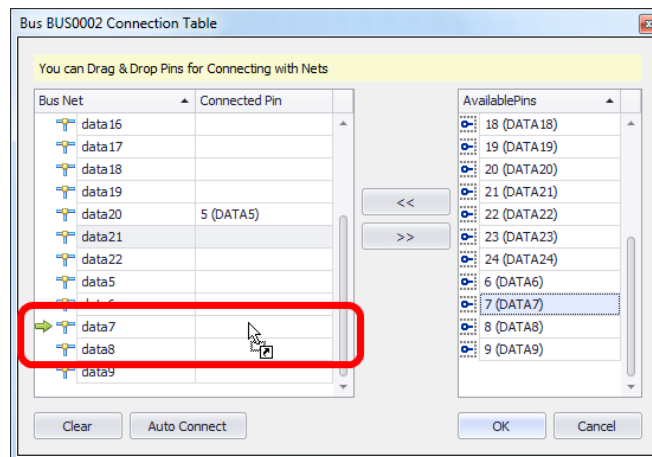 Bus BUS0002 Connection Table
You can Drag & Drop Pins for Connecting with Nets
Bus Net Connected Pin
data16
data17
data18
data19
data20 5 (DATA5)
data21
data22
data5
data7
data8
data9
<<
>>
AvailablePins
18 (DATA18)
19 (DATA19)
20 (DATA20)
21 (DATA21)
22 (DATA22)
23 (DATA23)
24 (DATA24)
6 (DATA6)
7 (DATA7)
8 (DATA8)
9 (DATA9)
Clear Auto Connect OK Cancel